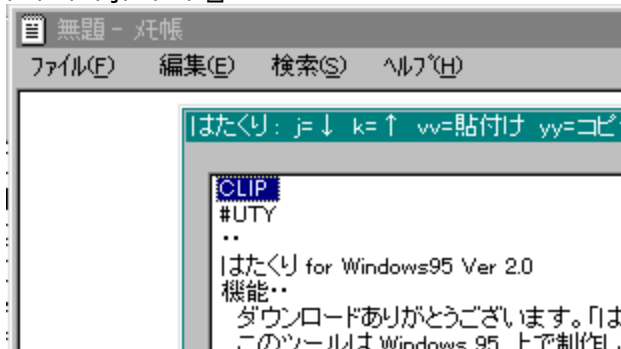 無題 - ﾒﾓ帳
ﾌｧｲﾙ(F) 編集(E) 検索(S) ﾍﾙﾌﾟ(H)
はたくり: j=↓ k=↑ vv=貼付け yy=コピ
CLIP
#UTY
..
はたくり for Windows95 Ver 2.0
機能..
ダウンロードありがとうございます。「は
このツールは Windows 95 上で制作し